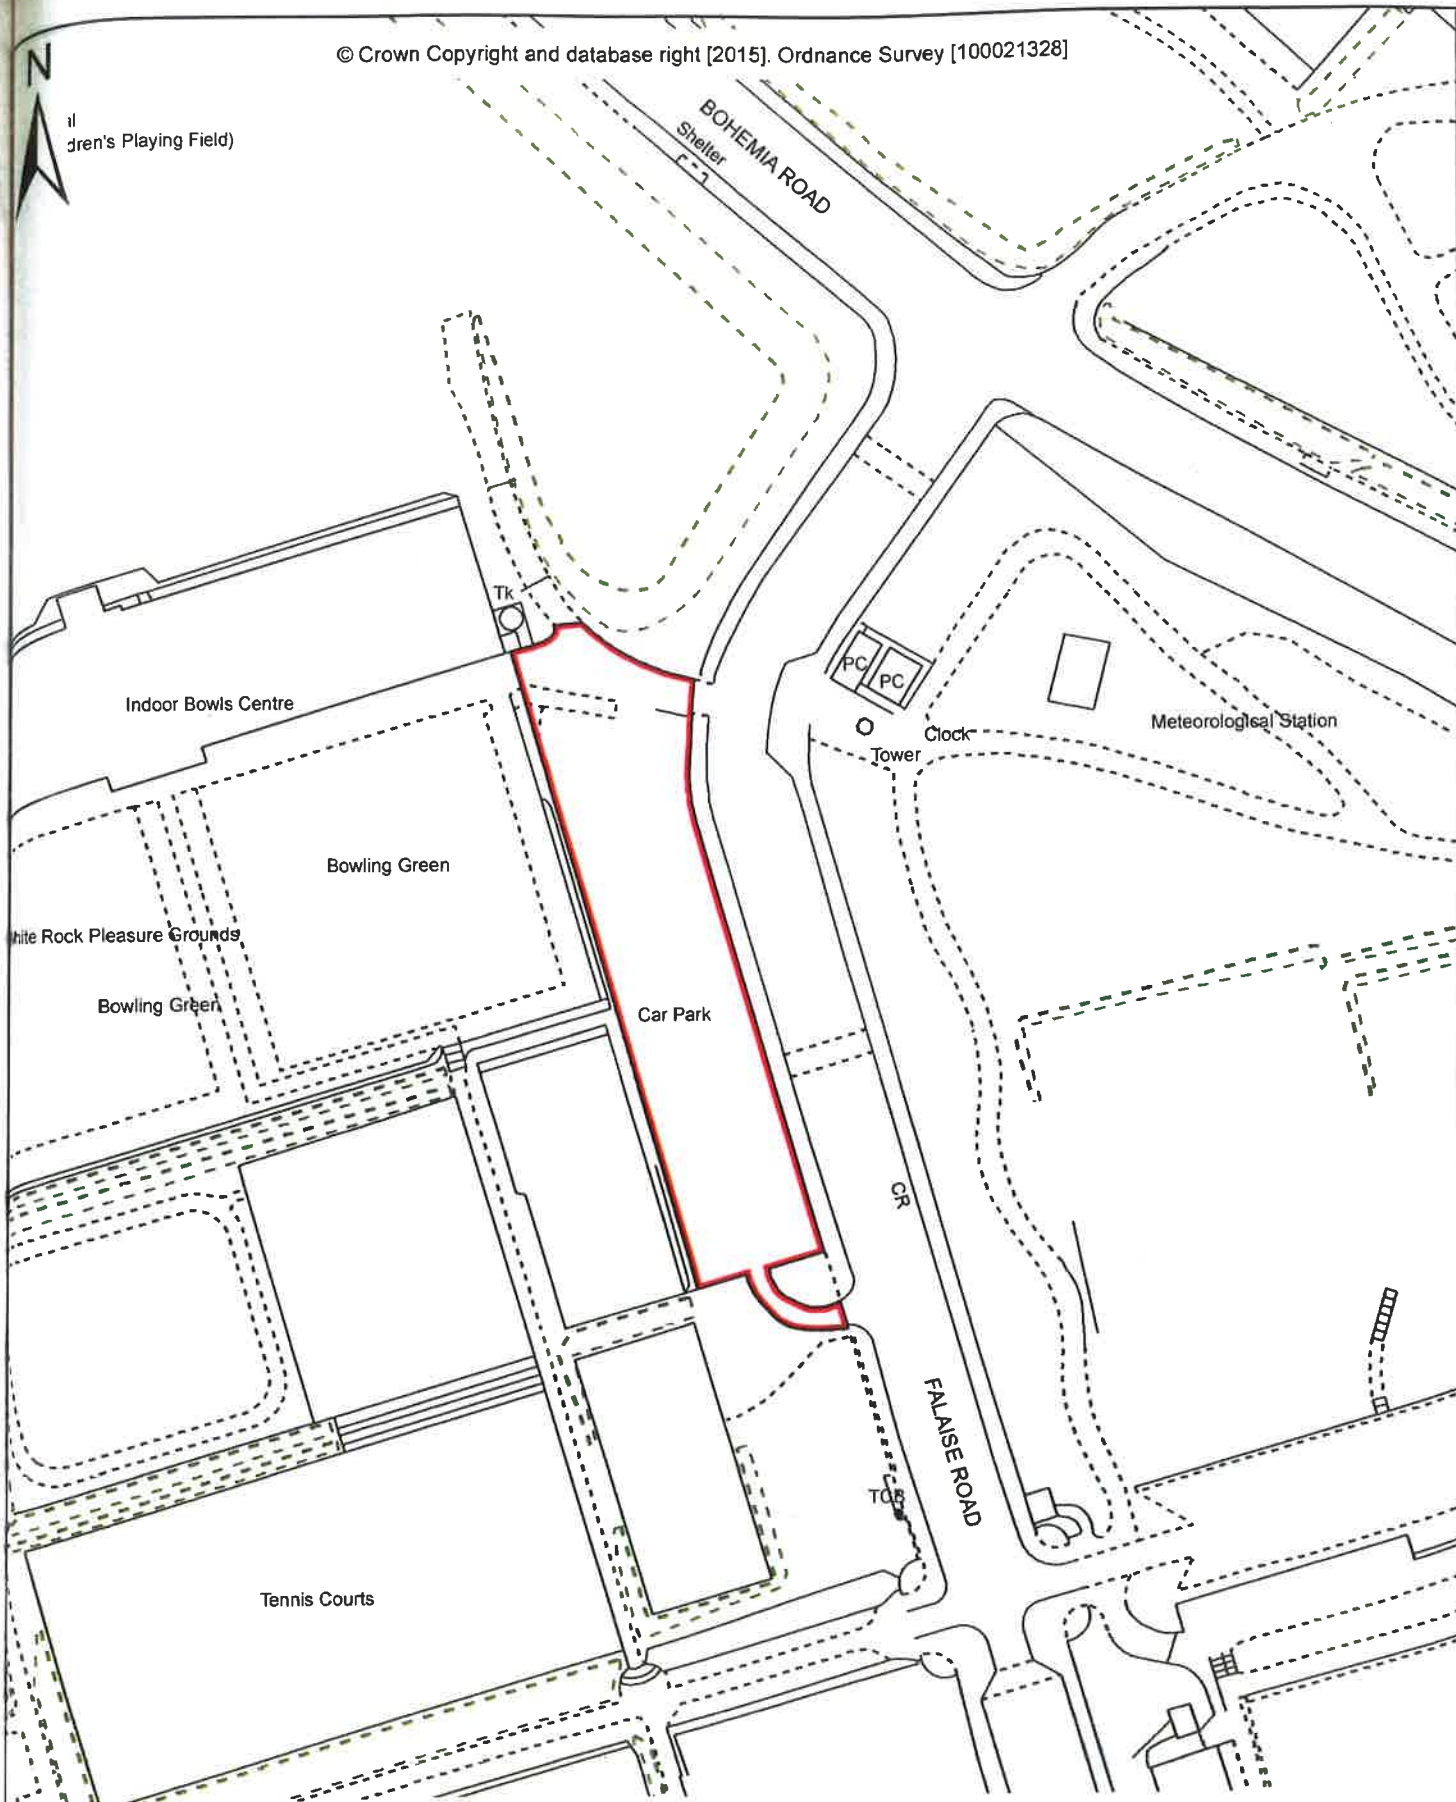 © Crown Copyright and database right [2015]. Ordnance Survey [100021328]
N
dren's Playing Field)
BOHEMIA ROAD
Shelter
Tk
PC
PC
Indoor Bowls Centre
Meteorological Station
Clock
Tower
Bowling Green
hite Rock Pleasure Grounds
Bowling Green
Car Park
CR
FALAISE ROAD
TCB
Tennis Courts